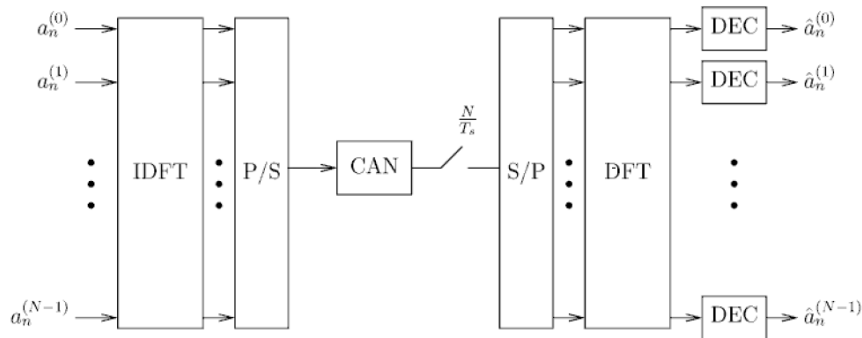 a_n^{(0)} DEC â_n^{(0)}
a_n^{(1)} DEC â_n^{(1)}
N/T_s
IDFT P/S CAN S/P DFT
a_n^{(N−1)} DEC â_n^{(N−1)}